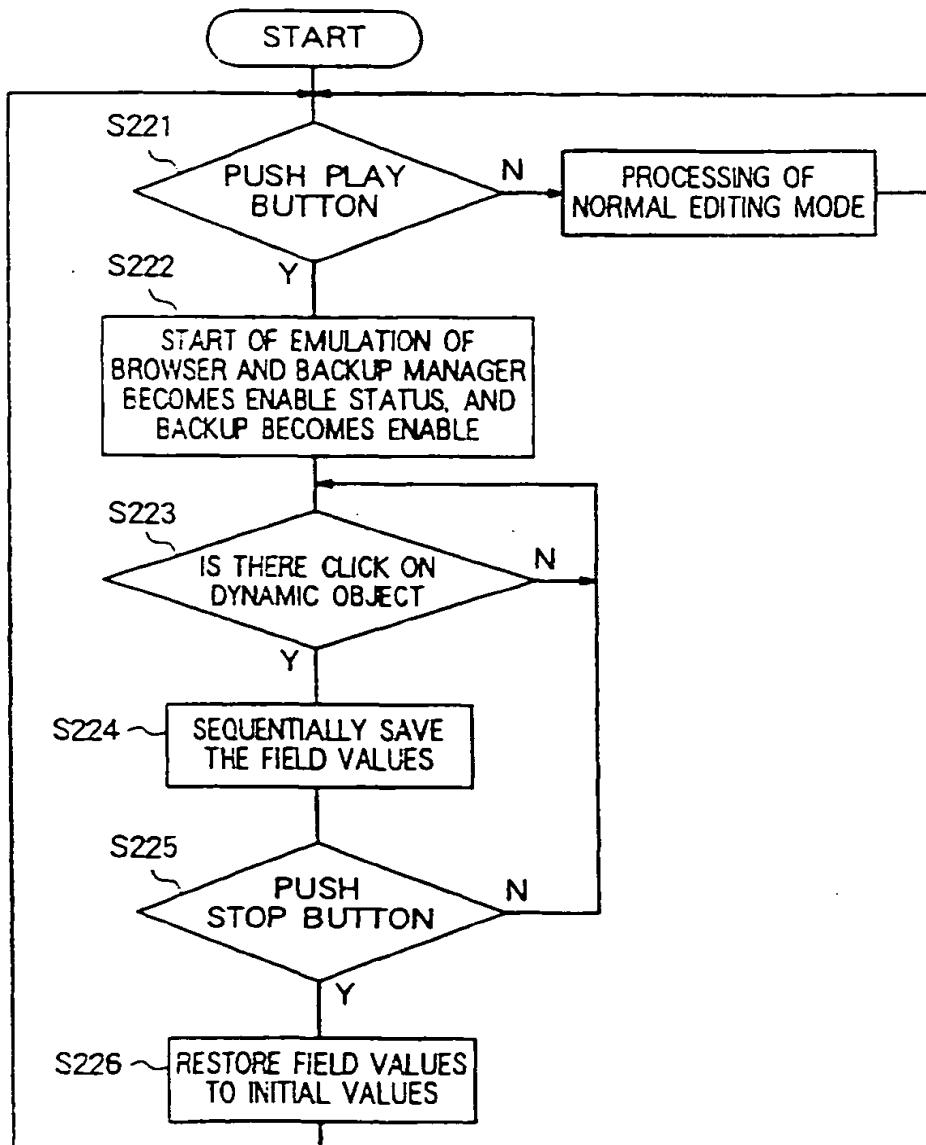 START
S221
PUSH PLAY
BUTTON
N
PROCESSING OF
NORMAL EDITING MODE
Y
S222
START OF EMULATION OF
BROWSER AND BACKUP MANAGER
BECOMES ENABLE STATUS, AND
BACKUP BECOMES ENABLE
S223
IS THERE CLICK ON
DYNAMIC OBJECT
N
Y
S224
SEQUENTIALLY SAVE
THE FIELD VALUES
S225
PUSH
STOP BUTTON
N
Y
S226
RESTORE FIELD VALUES
TO INITIAL VALUES